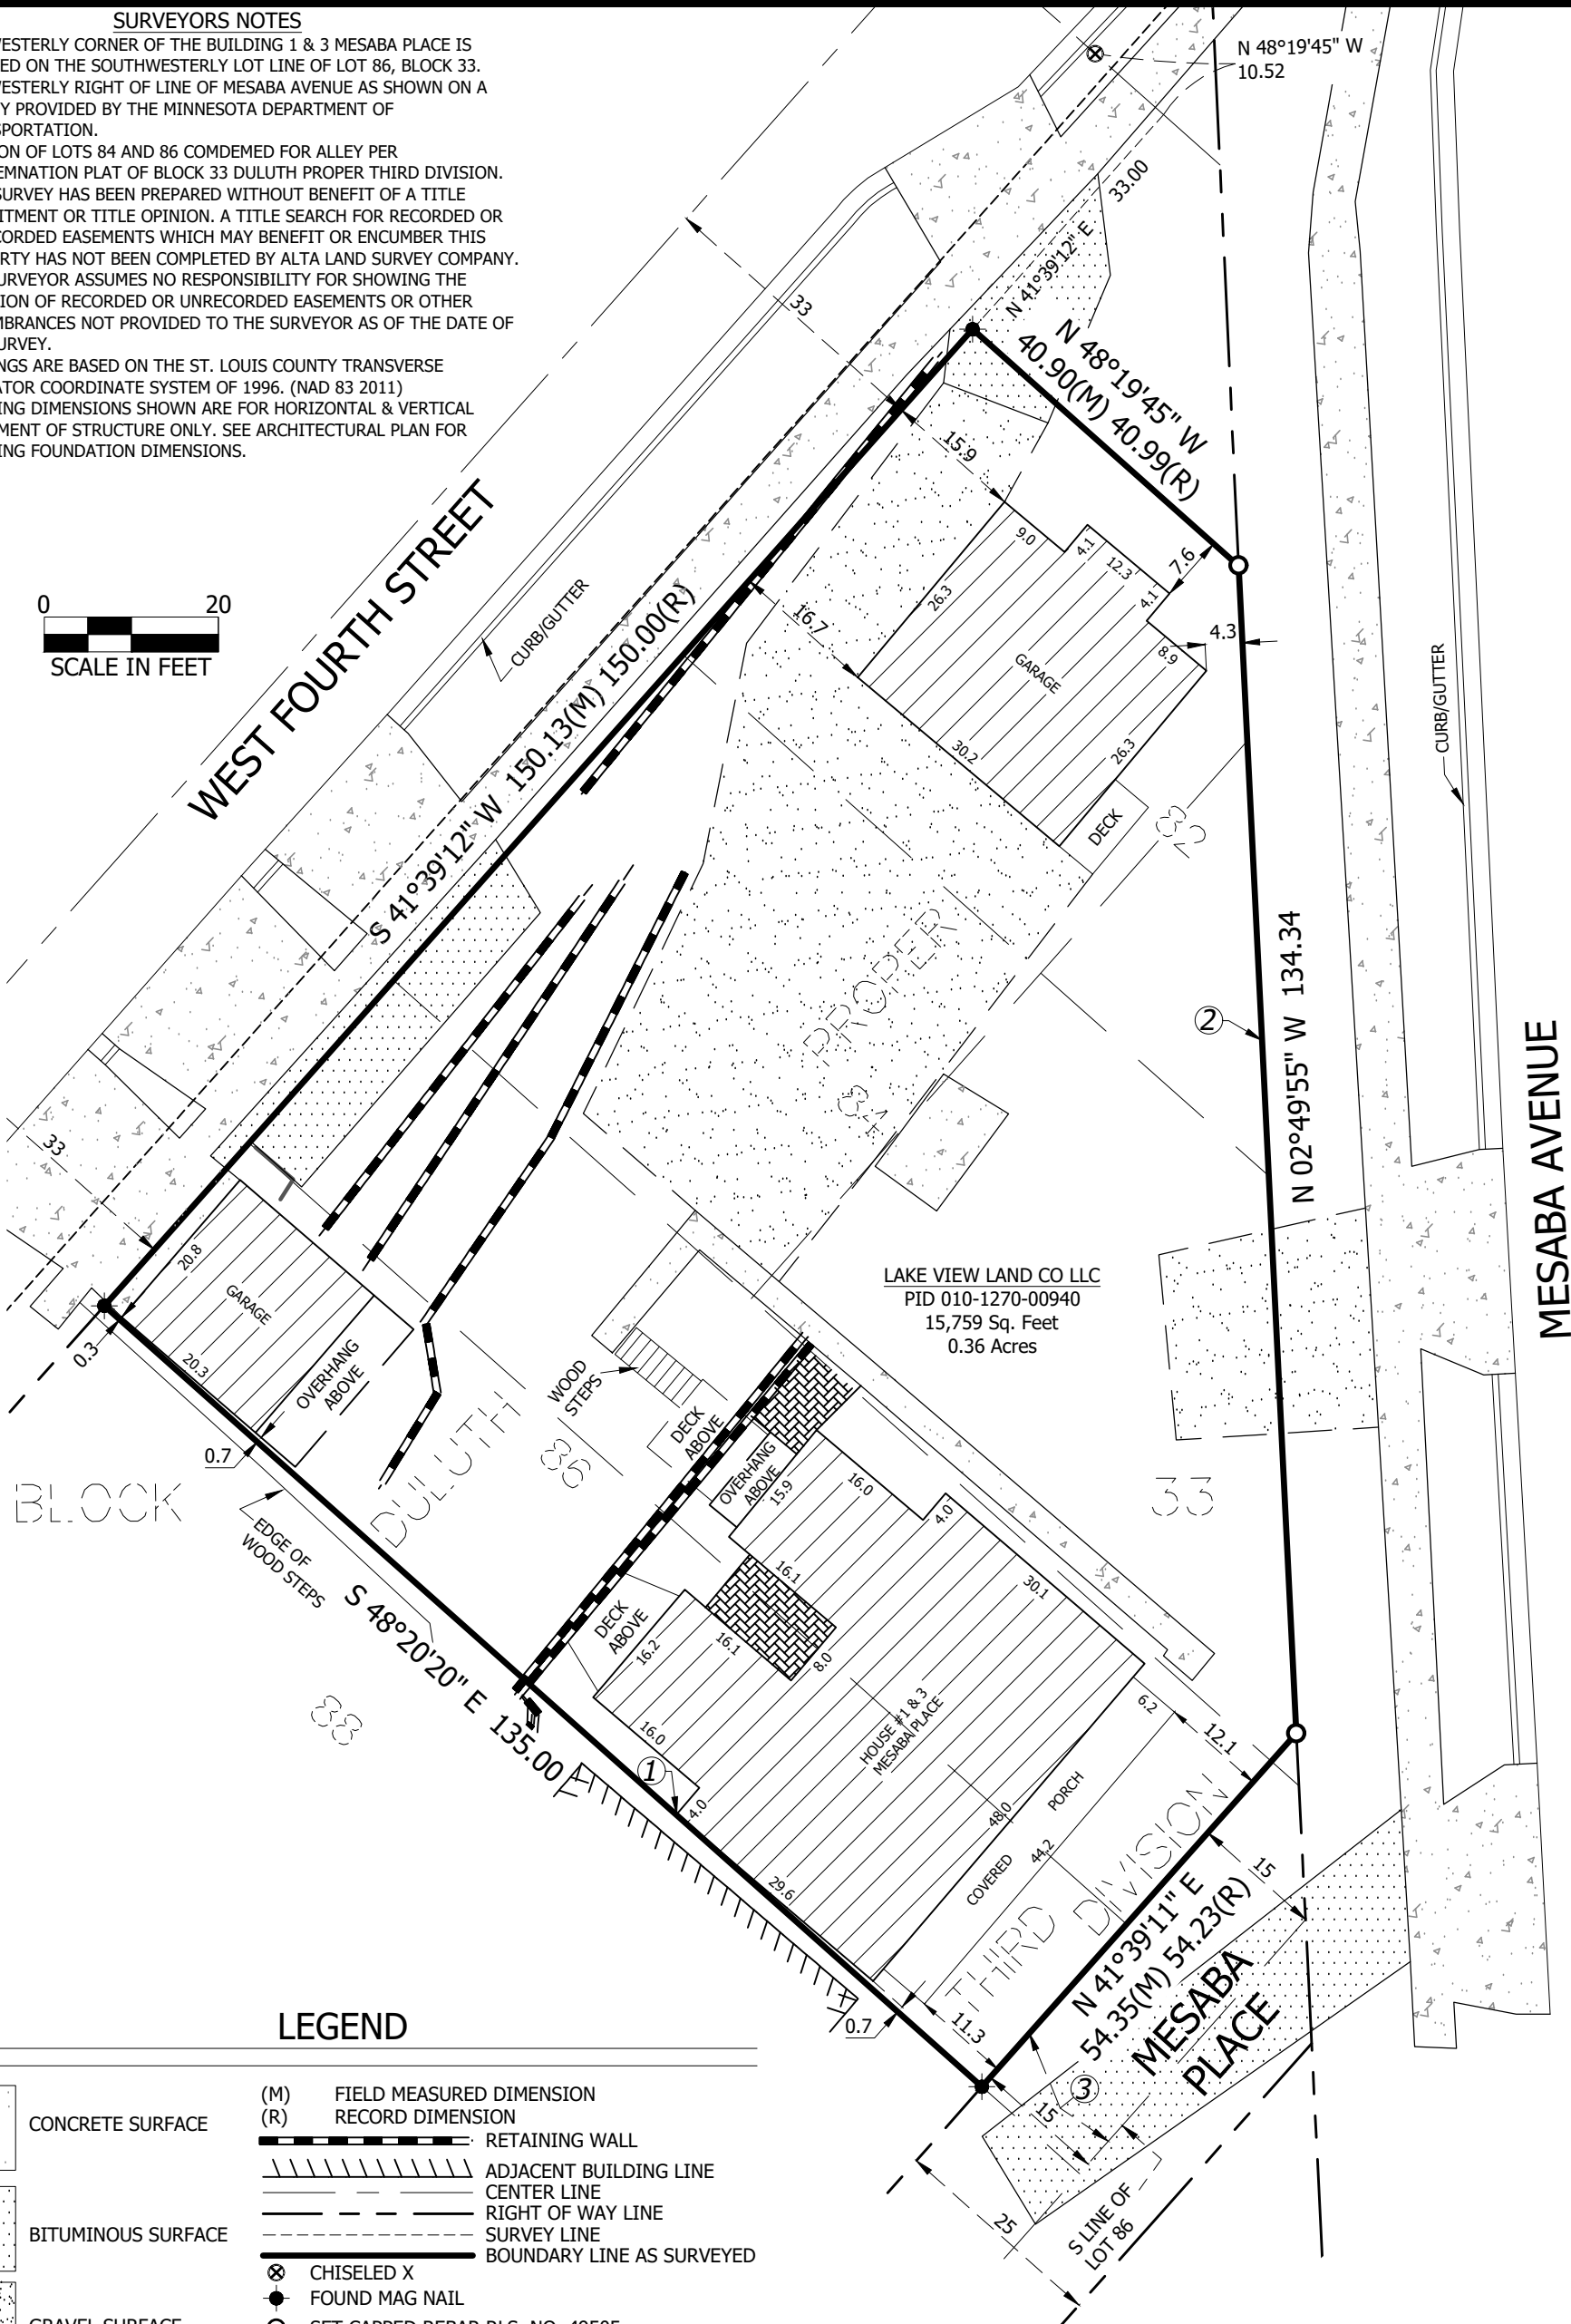 SURVEYORS NOTES
WESTERLY CORNER OF THE BUILDING 1 & 3 MESABA PLACE IS
ON THE SOUTHWESTERLY LOT LINE OF LOT 86, BLOCK 33.
WESTERLY RIGHT OF LINE OF MESABA AVENUE AS SHOWN ON A
PROVIDED BY THE MINNESOTA DEPARTMENT OF
SPORTATION.
ON OF LOTS 84 AND 86 COMDEMED FOR ALLEY PER
EMNATION PLAT OF BLOCK 33 DULUTH PROPER THIRD DIVISION.
SURVEY HAS BEEN PREPARED WITHOUT BENEFIT OF A TITLE
ITMENT OR TITLE OPINION. A TITLE SEARCH FOR RECORDED OR
CORDED EASEMENTS WHICH MAY BENEFIT OR ENCUMBER THIS
RTY HAS NOT BEEN COMPLETED BY ALTA LAND SURVEY COMPANY.
URVEYOR ASSUMES NO RESPONSIBILITY FOR SHOWING THE
ION OF RECORDED OR UNRECORDED EASEMENTS OR OTHER
MBRANCES NOT PROVIDED TO THE SURVEYOR AS OF THE DATE OF
URVEY.
NGS ARE BASED ON THE ST. LOUIS COUNTY TRANSVERSE
ATOR COORDINATE SYSTEM OF 1996. (NAD 83 2011)
ING DIMENSIONS SHOWN ARE FOR HORIZONTAL & VERTICAL
MENT OF STRUCTURE ONLY. SEE ARCHITECTURAL PLAN FOR
ING FOUNDATION DIMENSIONS.
N 48°19'45" W
10.52
33.00
N 41°39'12" E
33
N 48°19'45" W
40.90(M) 40.99(R)
15.9
0 20
SCALE IN FEET
WEST FOURTH STREET
CURB/GUTTER
S 41°39'12" W 150.13(M) 150.00(R)
16.7
9.0
4.1
12.3
7.6
4.1
4.3
26.3
8.9
GARAGE
30.2
26.3
DECK
82
CURB/GUTTER
PROPER
84
2
N 02°49'55" W 134.34
MESABA AVENUE
33
20.8
GARAGE
0.3
20.3
OVERHANG
ABOVE
0.7
LAKE VIEW LAND CO LLC
PID 010-1270-00940
15,759 Sq. Feet
0.36 Acres
WOOD
STEPS
DECK
ABOVE
OVERHANG
ABOVE
15.9
16.0
4.0
BLOCK
DULUTH
86
33
EDGE OF
WOOD STEPS
16.1
30.1
DECK
ABOVE
16.2
16.1
8.0
S 48°20'20" E 135.00
88
16.0
1
4.0
HOUSE #1 & 3
MESABA PLACE
6.2
12.1
48.0
PORCH
COVERED
44.2
29.6
THIRD DIVISION
15
N 41°39'11" E
54.35(M) 54.23(R)
MESABA
PLACE
0.7
11.3
3
15
25
S LINE OF
LOT 86
LEGEND
CONCRETE SURFACE
BITUMINOUS SURFACE
GRAVEL SURFACE
(M) FIELD MEASURED DIMENSION
(R) RECORD DIMENSION
RETAINING WALL
ADJACENT BUILDING LINE
CENTER LINE
RIGHT OF WAY LINE
SURVEY LINE
BOUNDARY LINE AS SURVEYED
CHISELED X
FOUND MAG NAIL